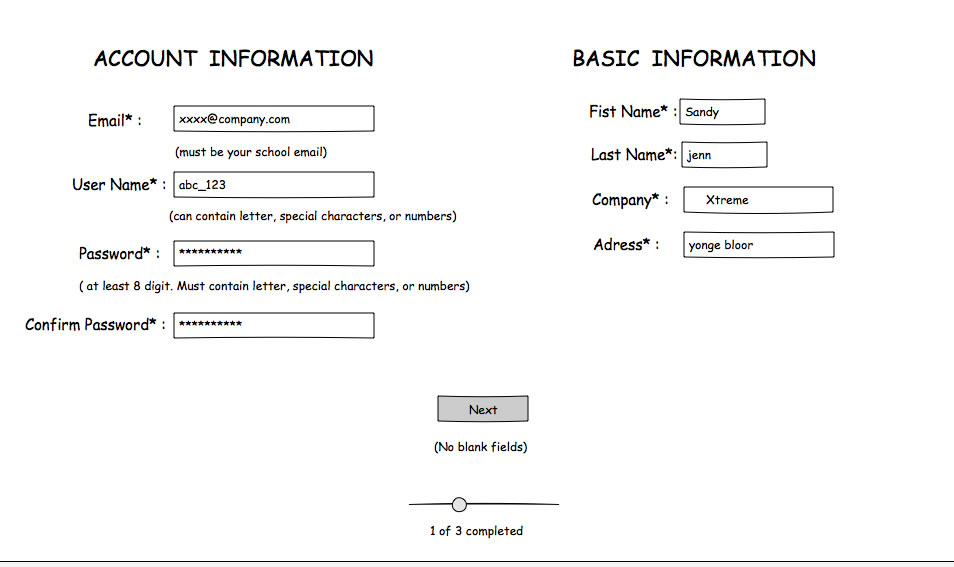 ACCOUNT INFORMATION
Email* : xxxx@company.com
(must be your school email)
User Name* : abc_123
(can contain letter, special characters, or numbers)
Password* : **********
( at least 8 digit. Must contain letter, special characters, or numbers)
Confirm Password* : **********
BASIC INFORMATION
Fist Name* : Sandy
Last Name*: jenn
Company* : Xtreme
Adress* : yonge bloor
Next
(No blank fields)
1 of 3 completed